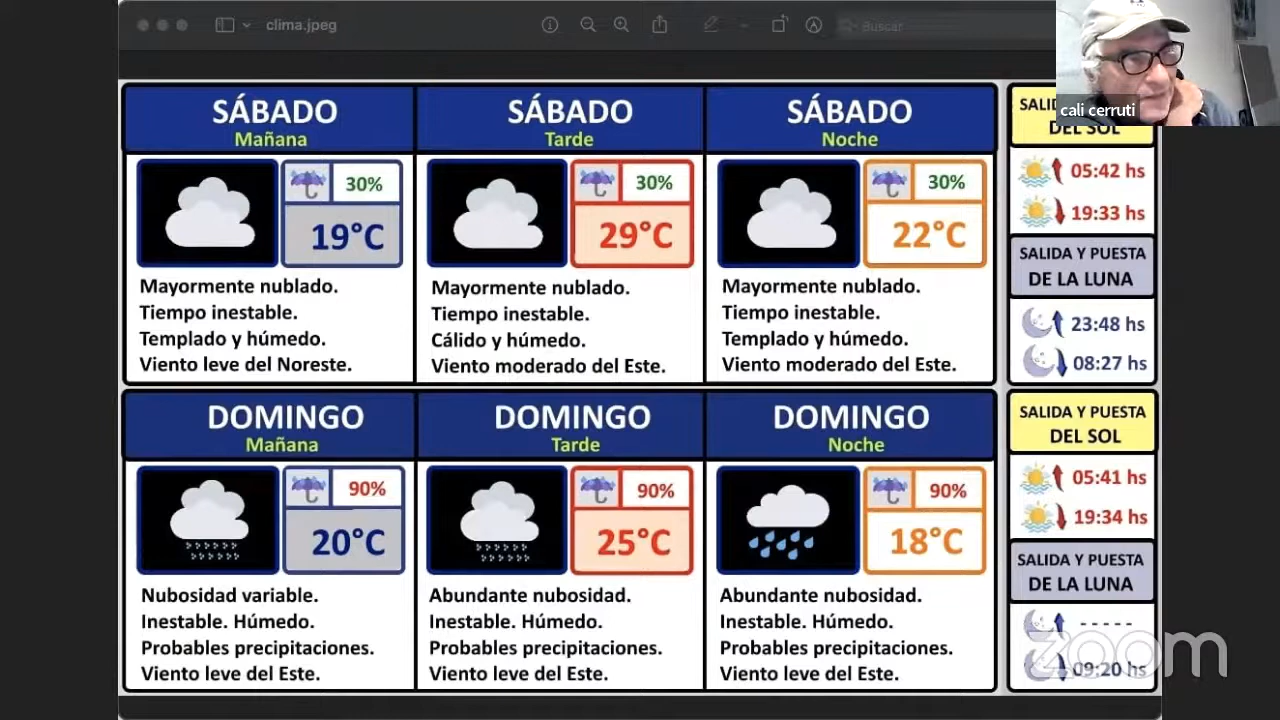 clima.jpeg
Buscar
cali cerruti
SÁBADO
Mañana
30%
19°C
Mayormente nublado.
Tiempo inestable.
Templado y húmedo.
Viento leve del Noreste.
SÁBADO
Tarde
30%
29°C
Mayormente nublado.
Tiempo inestable.
Cálido y húmedo.
Viento moderado del Este.
SÁBADO
Noche
30%
22°C
Mayormente nublado.
Tiempo inestable.
Templado y húmedo.
Viento moderado del Este.
DEL SOL
05:42 hs
19:33 hs
SALIDA Y PUESTA
DE LA LUNA
23:48 hs
08:27 hs
DOMINGO
Mañana
90%
20°C
Nubosidad variable.
Inestable. Húmedo.
Probables precipitaciones.
Viento leve del Este.
DOMINGO
Tarde
90%
25°C
Abundante nubosidad.
Inestable. Húmedo.
Probables precipitaciones.
Viento leve del Este.
DOMINGO
Noche
90%
18°C
Abundante nubosidad.
Inestable. Húmedo.
Probables precipitaciones.
Viento leve del Este.
SALIDA Y PUESTA
DEL SOL
05:41 hs
19:34 hs
SALIDA Y PUESTA
DE LA LUNA
- - - - -
09:20 hs
zoom